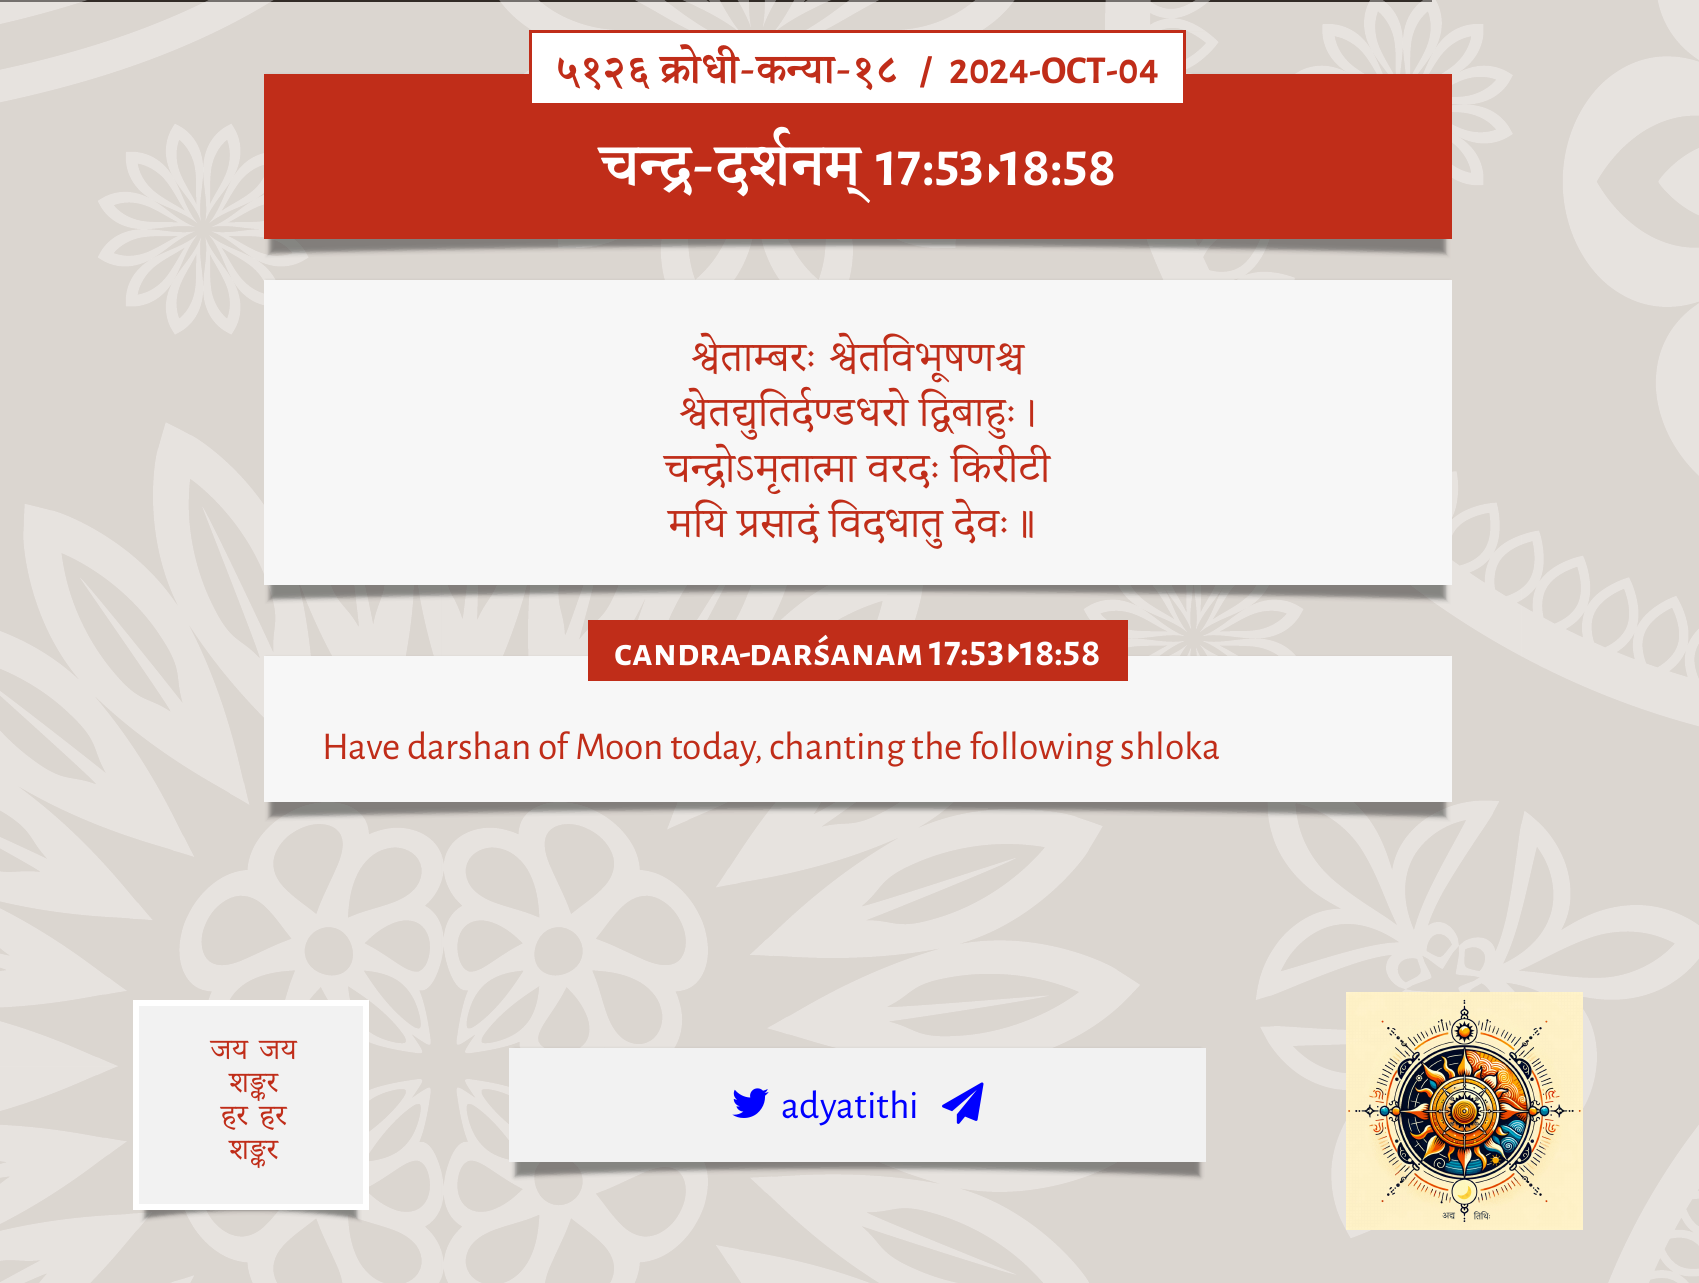 ५१२६ क्रोधी-कन्या-१८ / 2024-OCT-04
चन्द्र-दर्शनम् 17:53▸18:58
श्वेताम्बरः श्वेतविभूषणश्च
श्वेतद्युतिर्दण्डधरो द्विबाहुः ।
चन्द्रोऽमृतात्मा वरदः किरीटी
मयि प्रसादं विदधातु देवः ॥
CANDRA-DARŚANAM 17:53▸18:58
Have darshan of Moon today, chanting the following shloka
जय जय
शङ्कर
हर हर
शङ्कर
adyatithi
अद्य तिथिः